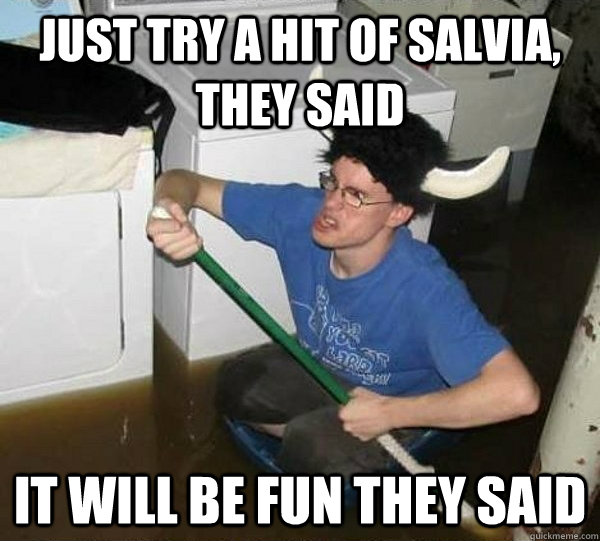 JUST TRY A HIT OF SALVIA,
THEY SAID
IT WILL BE FUN THEY SAID
quickmeme.com